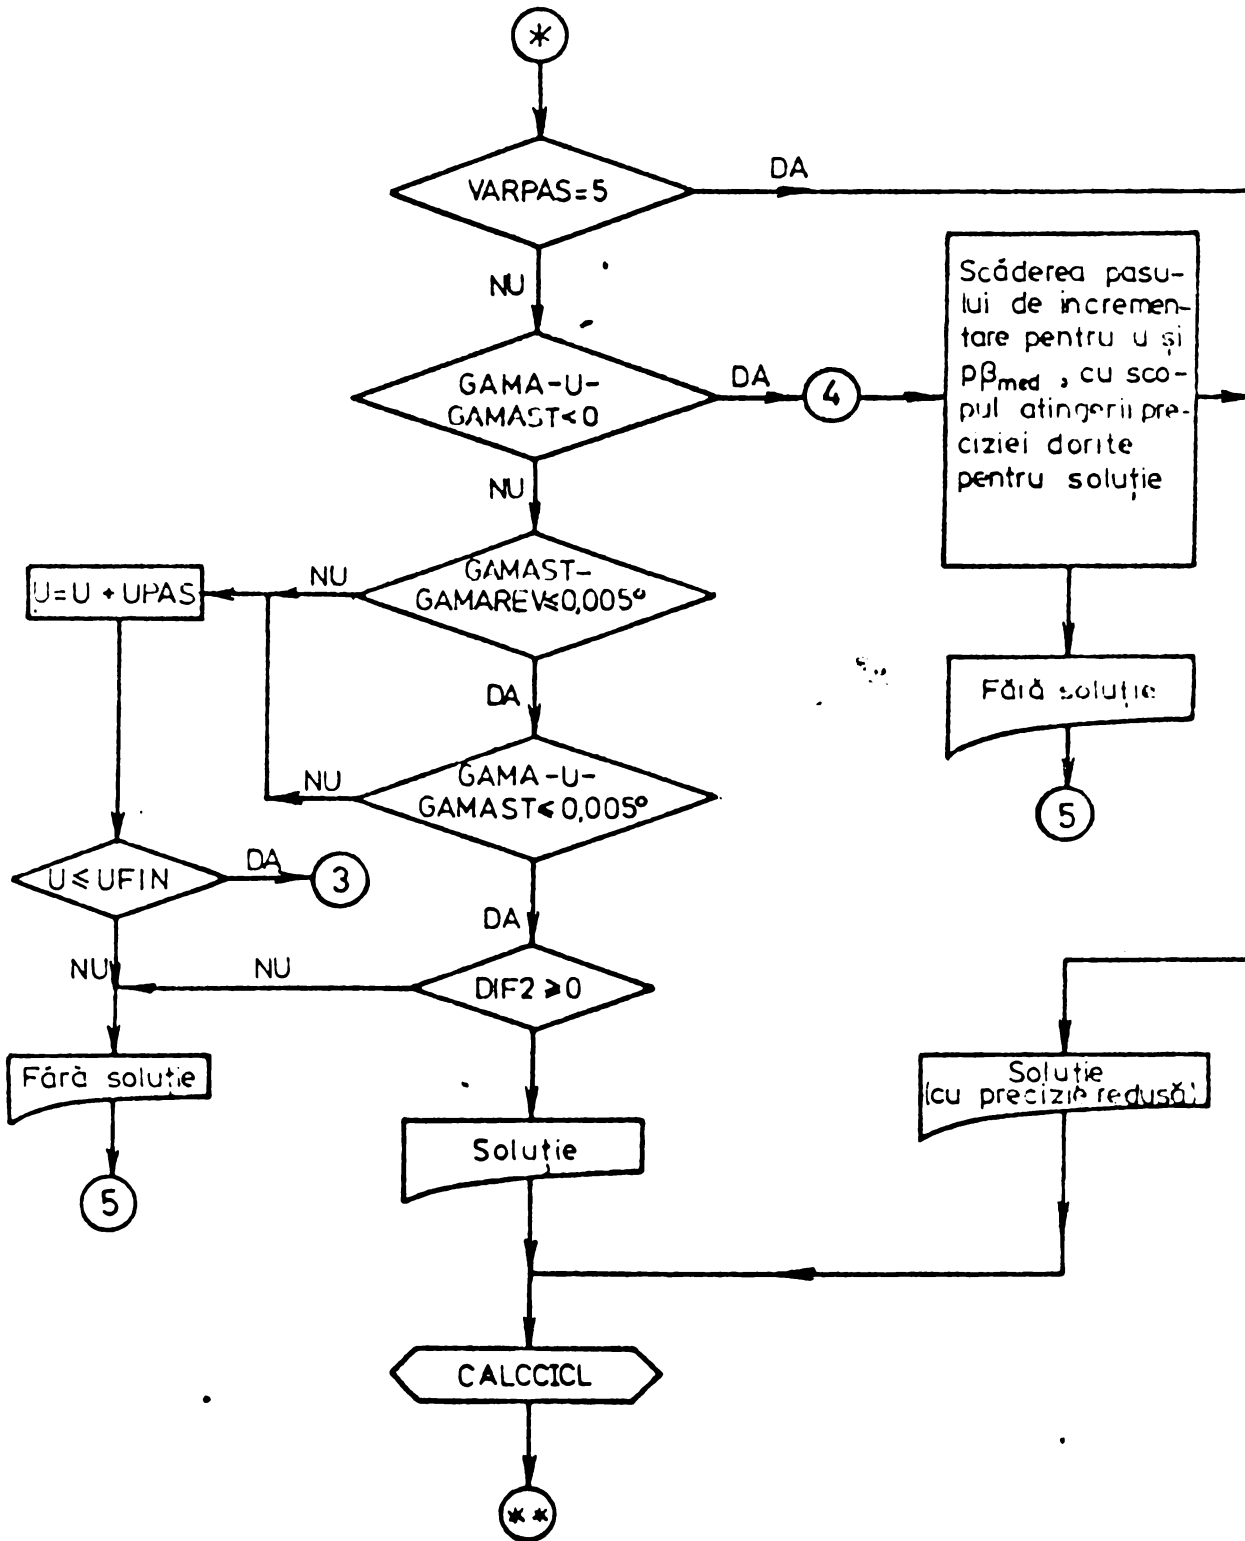 *
VARPAS=5
DA
NU
GAMA-U-
GAMAST<0
DA
4
Scăderea pasu-
lui de incremen-
tare pentru u și
pβmed, cu sco-
pul atingerii pre-
ciziei dorite
pentru soluție
NU
GAMAST-
GAMAREV≤0,005°
NU
U=U+UPAS
DA
Fără soluție
5
GAMA-U-
GAMAST≤0,005°
NU
U≤UFIN
DA
3
DA
NU
NU
DIF2≥0
Fără soluție
5
Soluție
Soluție
(cu precizie redusă)
CALCCICL
**